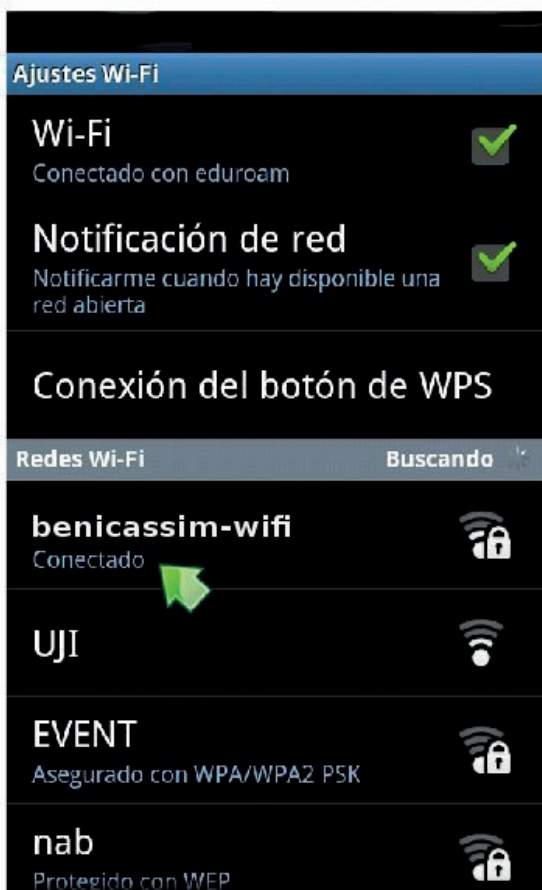 Ajustes Wi-Fi
Wi-Fi
Conectado con eduroam
Notificación de red
Notificarme cuando hay disponible una
red abierta
Conexión del botón de WPS
Redes Wi-Fi Buscando
benicassim-wifi
Conectado
UJI
EVENT
Asegurado con WPA/WPA2 PSK
nab
Protegido con WEP